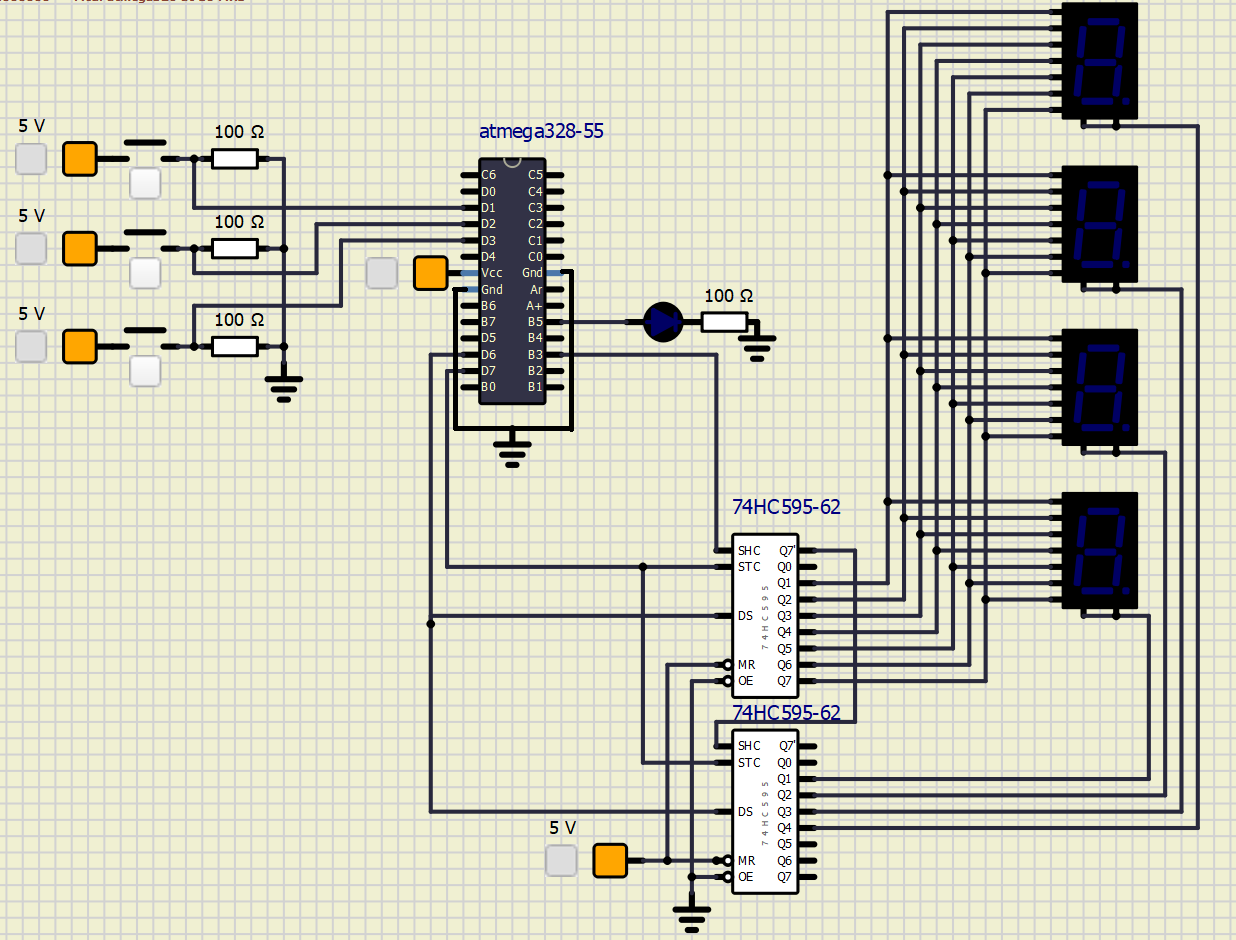 5 V
100 Ω
5 V
100 Ω
5 V
100 Ω
atmega328-55
C6 C5
D0 C4
D1 C3
D2 C2
D3 C1
D4 C0
Vcc Gnd
Gnd Ar
B6 A+
B7 B5
D5 B4
D6 B3
D7 B2
B0 B1
100 Ω
74HC595-62
SHC Q7'
STC Q0
Q1
Q2
DS Q3
Q4
Q5
MR Q6
OE Q7
74HC595
74HC595-62
SHC Q7'
STC Q0
Q1
Q2
DS Q3
Q4
Q5
MR Q6
OE Q7
74HC595
5 V